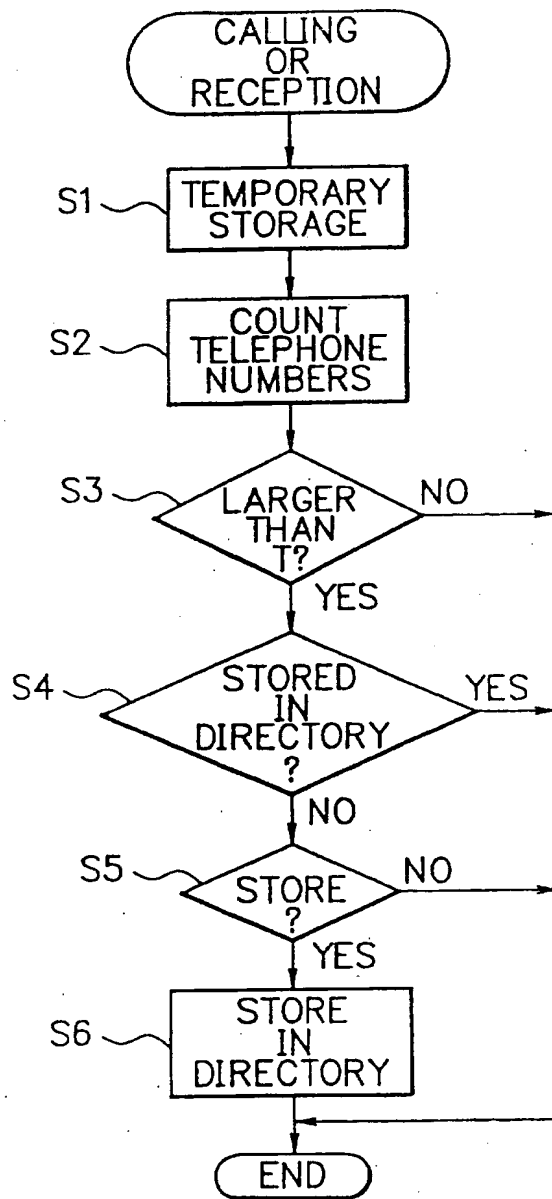 CALLING
OR
RECEPTION
S1
TEMPORARY
STORAGE
S2
COUNT
TELEPHONE
NUMBERS
S3
LARGER
THAN
T?
NO
YES
S4
STORED
IN
DIRECTORY
?
YES
NO
S5
STORE
?
NO
YES
S6
STORE
IN
DIRECTORY
END